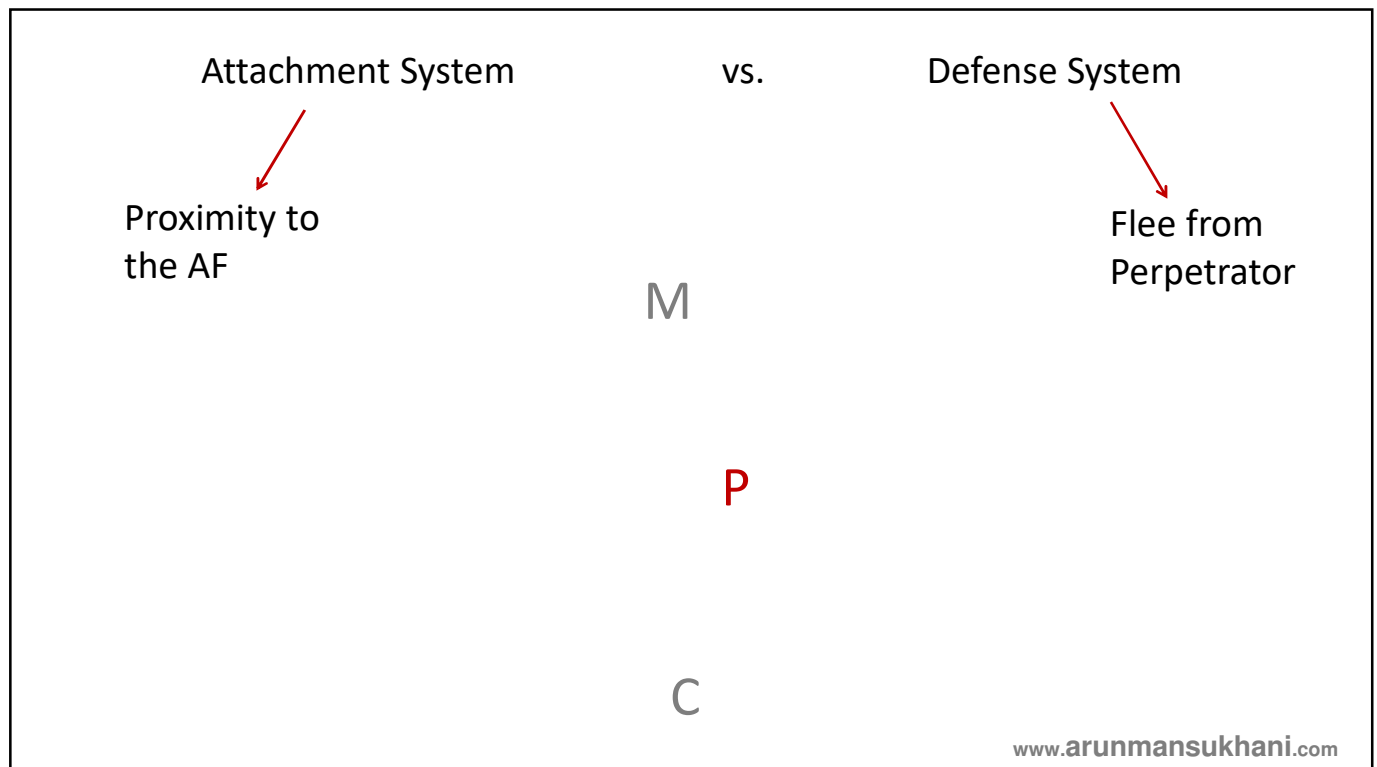 Attachment System vs. Defense System
Proximity to
the AF
Flee from
Perpetrator
M
P
C
www.arunmansukhani.com